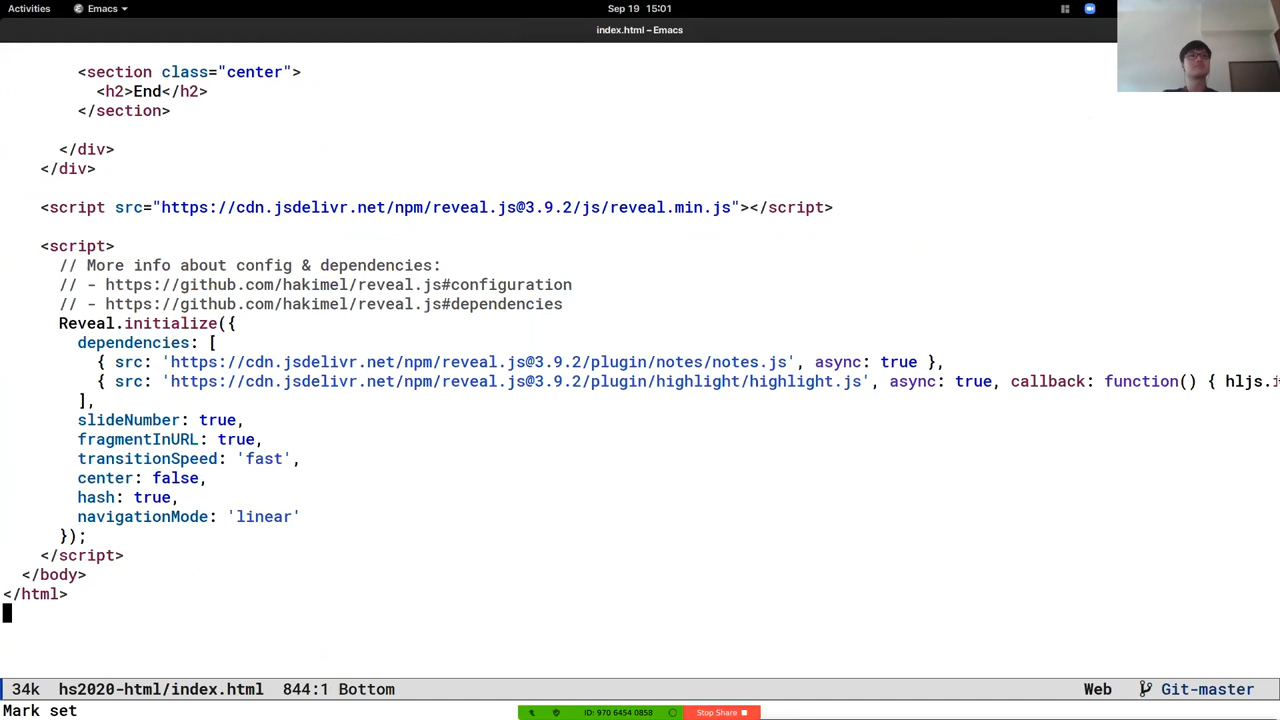 Activities
Emacs
Sep 19 15:01
index.html – Emacs
<section class="center">
<h2>End</h2>
</section>
</div>
</div>
<script src="https://cdn.jsdelivr.net/npm/reveal.js@3.9.2/js/reveal.min.js"></script>
<script>
// More info about config & dependencies:
// - https://github.com/hakimel/reveal.js#configuration
// - https://github.com/hakimel/reveal.js#dependencies
Reveal.initialize({
dependencies: [
{ src: 'https://cdn.jsdelivr.net/npm/reveal.js@3.9.2/plugin/notes/notes.js', async: true },
{ src: 'https://cdn.jsdelivr.net/npm/reveal.js@3.9.2/plugin/highlight/highlight.js', async: true, callback: function() { hljs.i
],
slideNumber: true,
fragmentInURL: true,
transitionSpeed: 'fast',
center: false,
hash: true,
navigationMode: 'linear'
});
</script>
</body>
</html>
34k hs2020-html/index.html 844:1 Bottom Web Git-master
Mark set
ID: 970 6454 0858 Stop Share